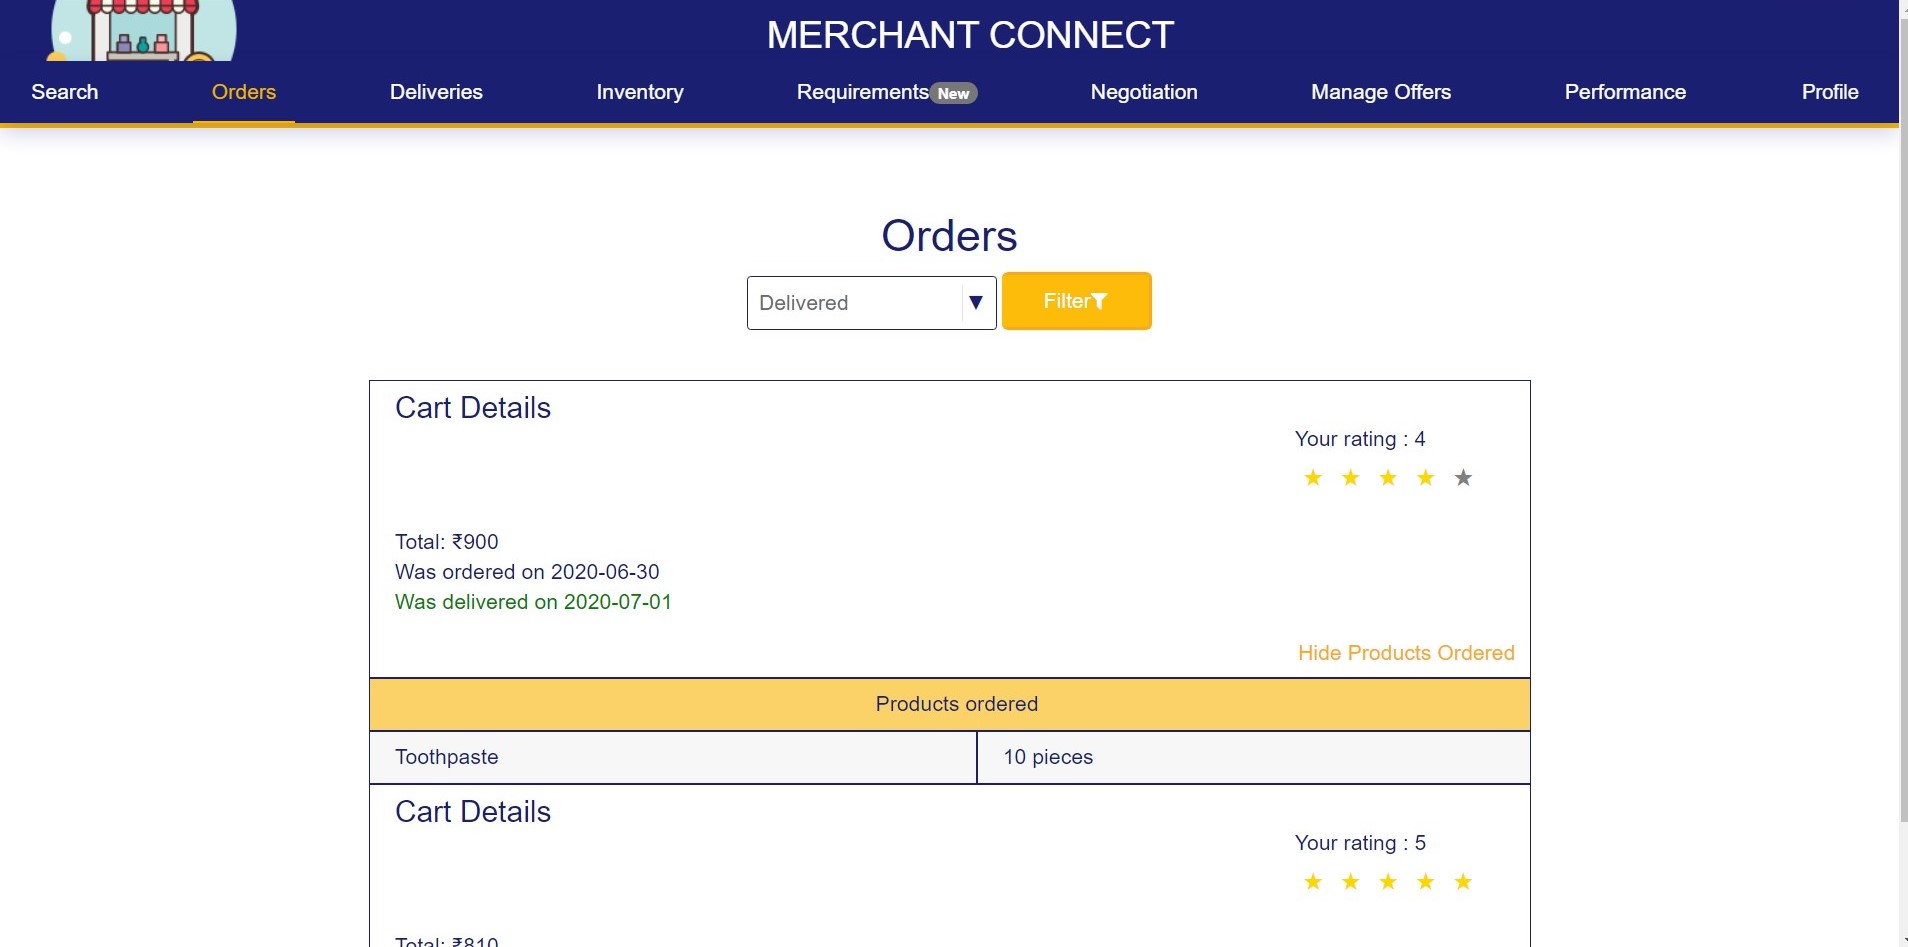 MERCHANT CONNECT
Search Orders Deliveries Inventory Requirements New Negotiation Manage Offers Performance Profile
Orders
Delivered ▼ Filter
Cart Details
Your rating : 4
★ ★ ★ ★ ★
Total: ₹900
Was ordered on 2020-06-30
Was delivered on 2020-07-01
Hide Products Ordered
Products ordered
Toothpaste 10 pieces
Cart Details
Your rating : 5
★ ★ ★ ★ ★
Total: ₹810